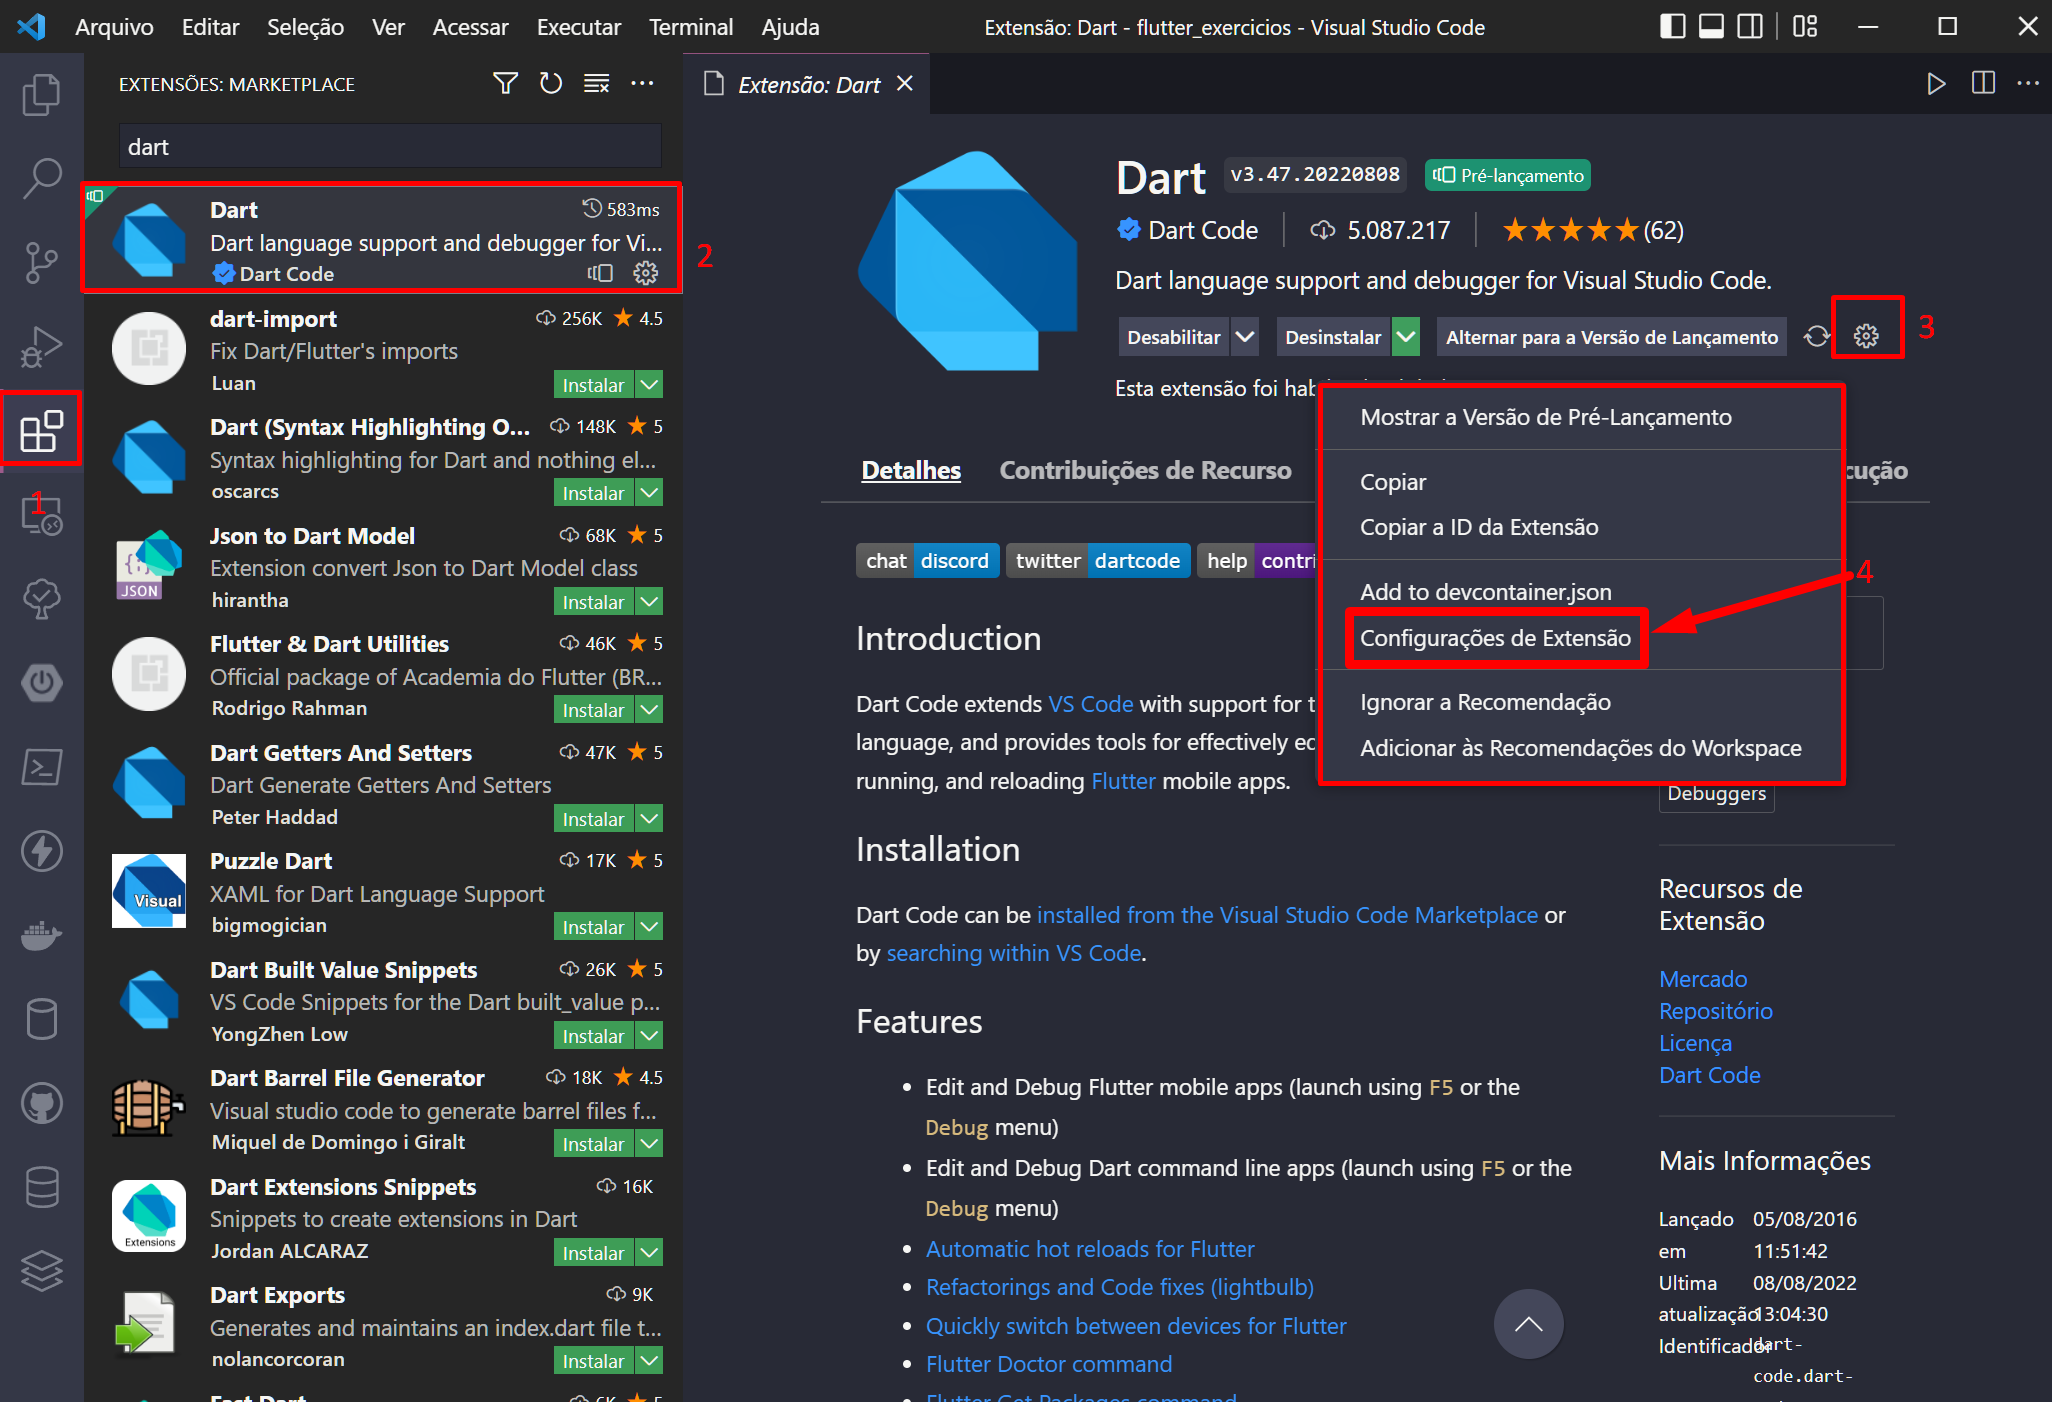 Arquivo Editar Seleção Ver Acessar Executar Terminal Ajuda
Extensão: Dart - flutter_exercicios - Visual Studio Code
EXTENSÕES: MARKETPLACE
dart
Dart 583ms
Dart language support and debugger for Vi...
Dart Code
2
1
dart-import 256K 4.5
Fix Dart/Flutter's imports
Luan Instalar
Dart (Syntax Highlighting O... 148K 5
Syntax highlighting for Dart and nothing el...
oscarcs Instalar
Json to Dart Model 68K 5
Extension convert Json to Dart Model class
JSON
hirantha Instalar
Flutter & Dart Utilities 46K 5
Official package of Academia do Flutter (BR...
Rodrigo Rahman Instalar
Dart Getters And Setters 47K 5
Dart Generate Getters And Setters
Peter Haddad Instalar
Puzzle Dart 17K 5
XAML for Dart Language Support
Visual
bigmogician Instalar
Dart Built Value Snippets 26K 5
VS Code Snippets for the Dart built_value p...
YongZhen Low Instalar
Dart Barrel File Generator 18K 4.5
Visual studio code to generate barrel files f...
Miquel de Domingo i Giralt Instalar
Dart Extensions Snippets 16K
Snippets to create extensions in Dart
Extensions
Jordan ALCARAZ Instalar
Dart Exports 9K
Generates and maintains an index.dart file t...
nolancorcoran Instalar
Extensão: Dart
Dart v3.47.20220808 Pré-lançamento
Dart Code 5.087.217 (62)
Dart language support and debugger for Visual Studio Code.
Desabilitar Desinstalar Alternar para a Versão de Lançamento
3
Esta extensão foi
Mostrar a Versão de Pré-Lançamento
Copiar
Copiar a ID da Extensão
Add to devcontainer.json
4
Configurações de Extensão
Ignorar a Recomendação
Adicionar às Recomendações do Workspace
Detalhes Contribuições de Recurso
chat discord twitter dartcode help
Introduction
Dart Code extends VS Code with support for
language, and provides tools for effectively
running, and reloading Flutter mobile apps.
Installation
Dart Code can be installed from the Visual Studio Code Marketplace or
by searching within VS Code.
Features
Edit and Debug Flutter mobile apps (launch using F5 or the
Debug menu)
Edit and Debug Dart command line apps (launch using F5 or the
Debug menu)
Automatic hot reloads for Flutter
Refactorings and Code fixes (lightbulb)
Quickly switch between devices for Flutter
Flutter Doctor command
Debuggers
Recursos de
Extensão
Mercado
Repositório
Licença
Dart Code
Mais Informações
Lançado 05/08/2016
em 11:51:42
Ultima 08/08/2022
atualização 13:04:30
Identificador dart-
code.dart-